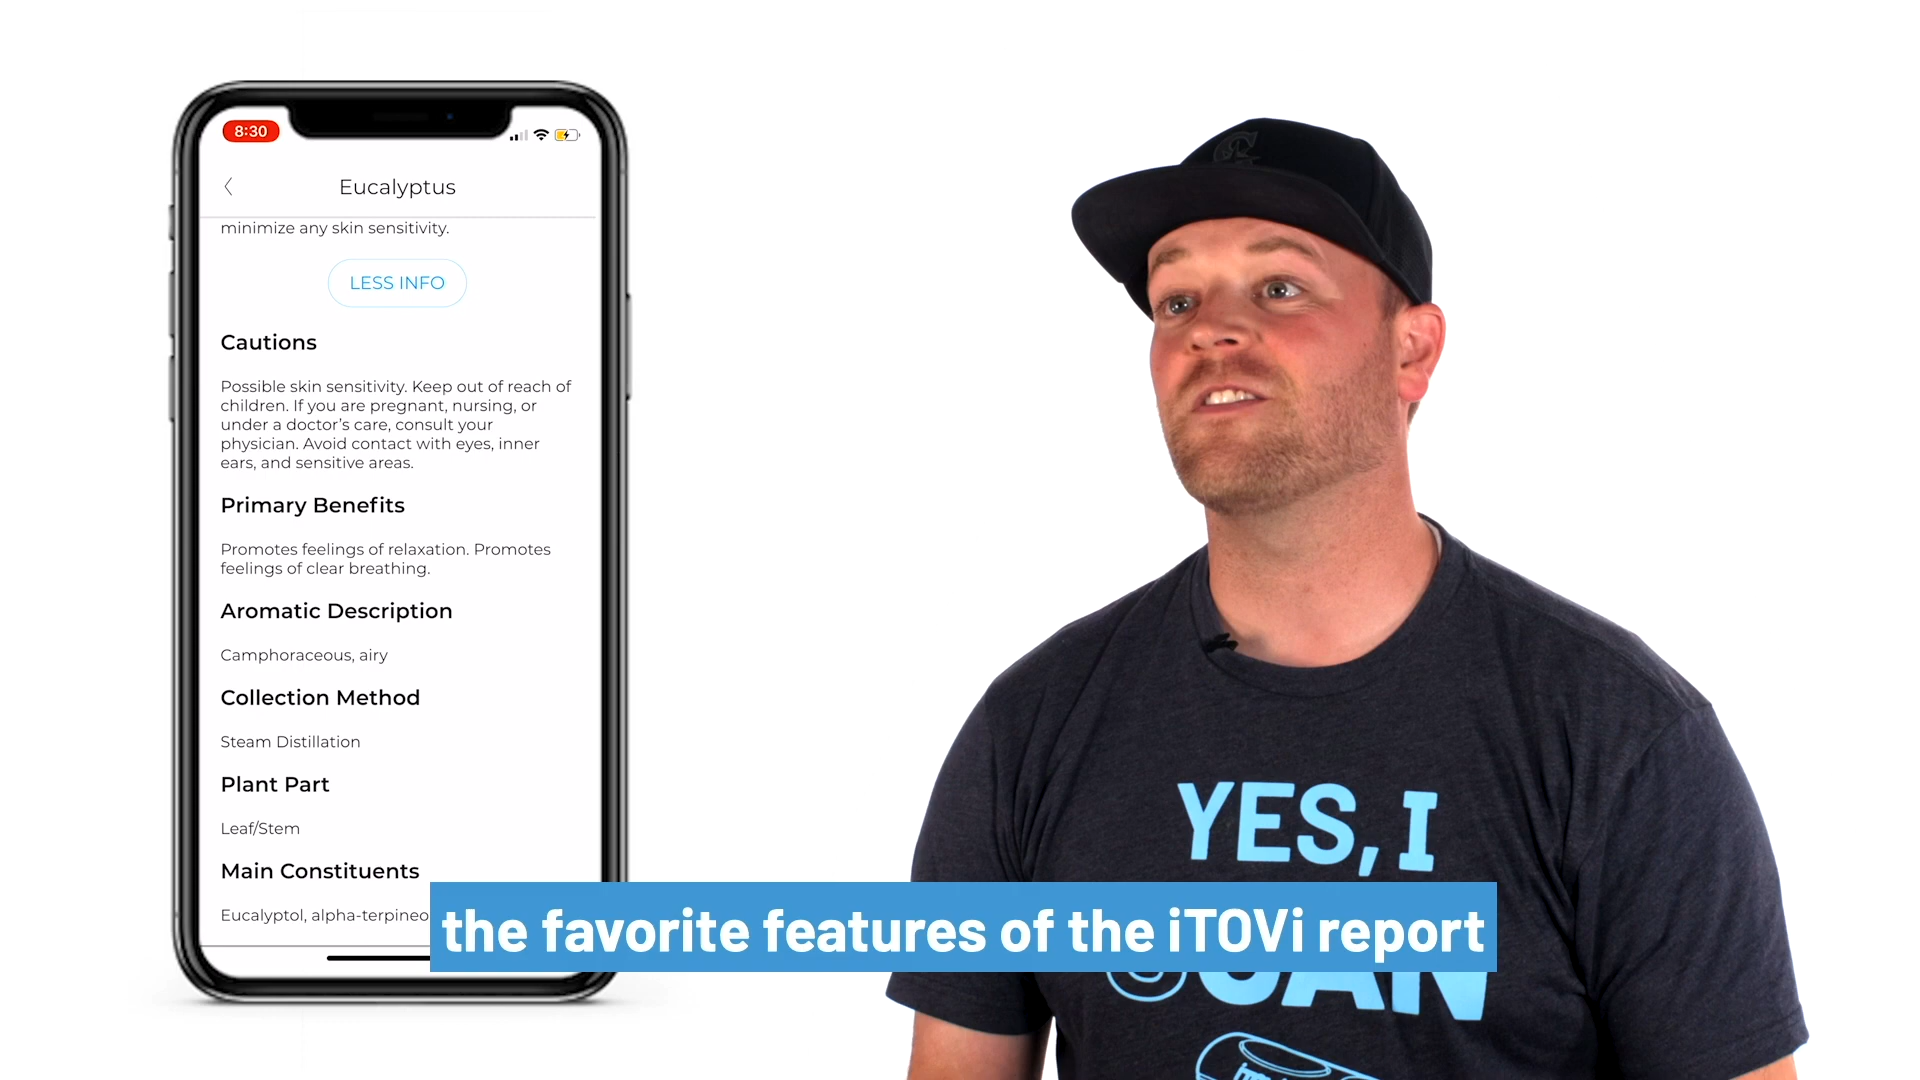 8:30
Eucalyptus
minimize any skin sensitivity.
LESS INFO
Cautions
Possible skin sensitivity. Keep out of reach of
children. If you are pregnant, nursing, or
under a doctor's care, consult your
physician. Avoid contact with eyes, inner
ears, and sensitive areas.
Primary Benefits
Promotes feelings of relaxation. Promotes
feelings of clear breathing.
Aromatic Description
Camphoraceous, airy
Collection Method
Steam Distillation
Plant Part
Leaf/Stem
Main Constituents
Eucalyptol,
YES, I
the favorite features of the iTOVi report